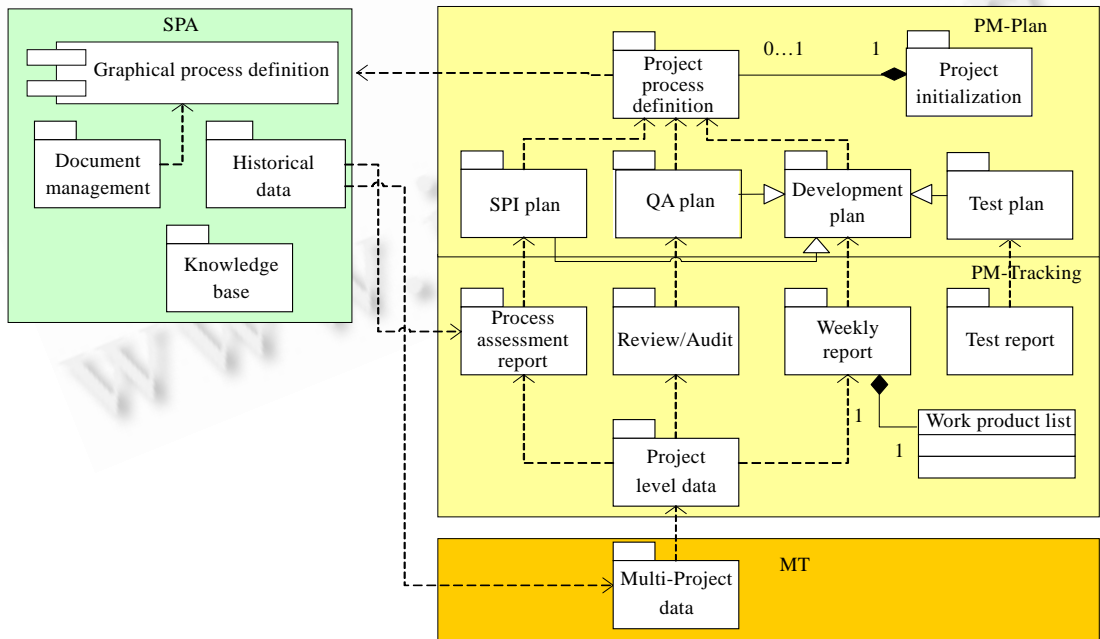 SPA
Graphical process definition
Document
management
Historical
data
Knowledge
base
PM-Plan
Project
process
definition
0…1
1
Project
initialization
SPI plan
QA plan
Development
plan
Test plan
PM-Tracking
Process
assessment
report
Review/Audit
Weekly
report
Test report
1
Work product list
1
Project
level data
MT
Multi-Project
data